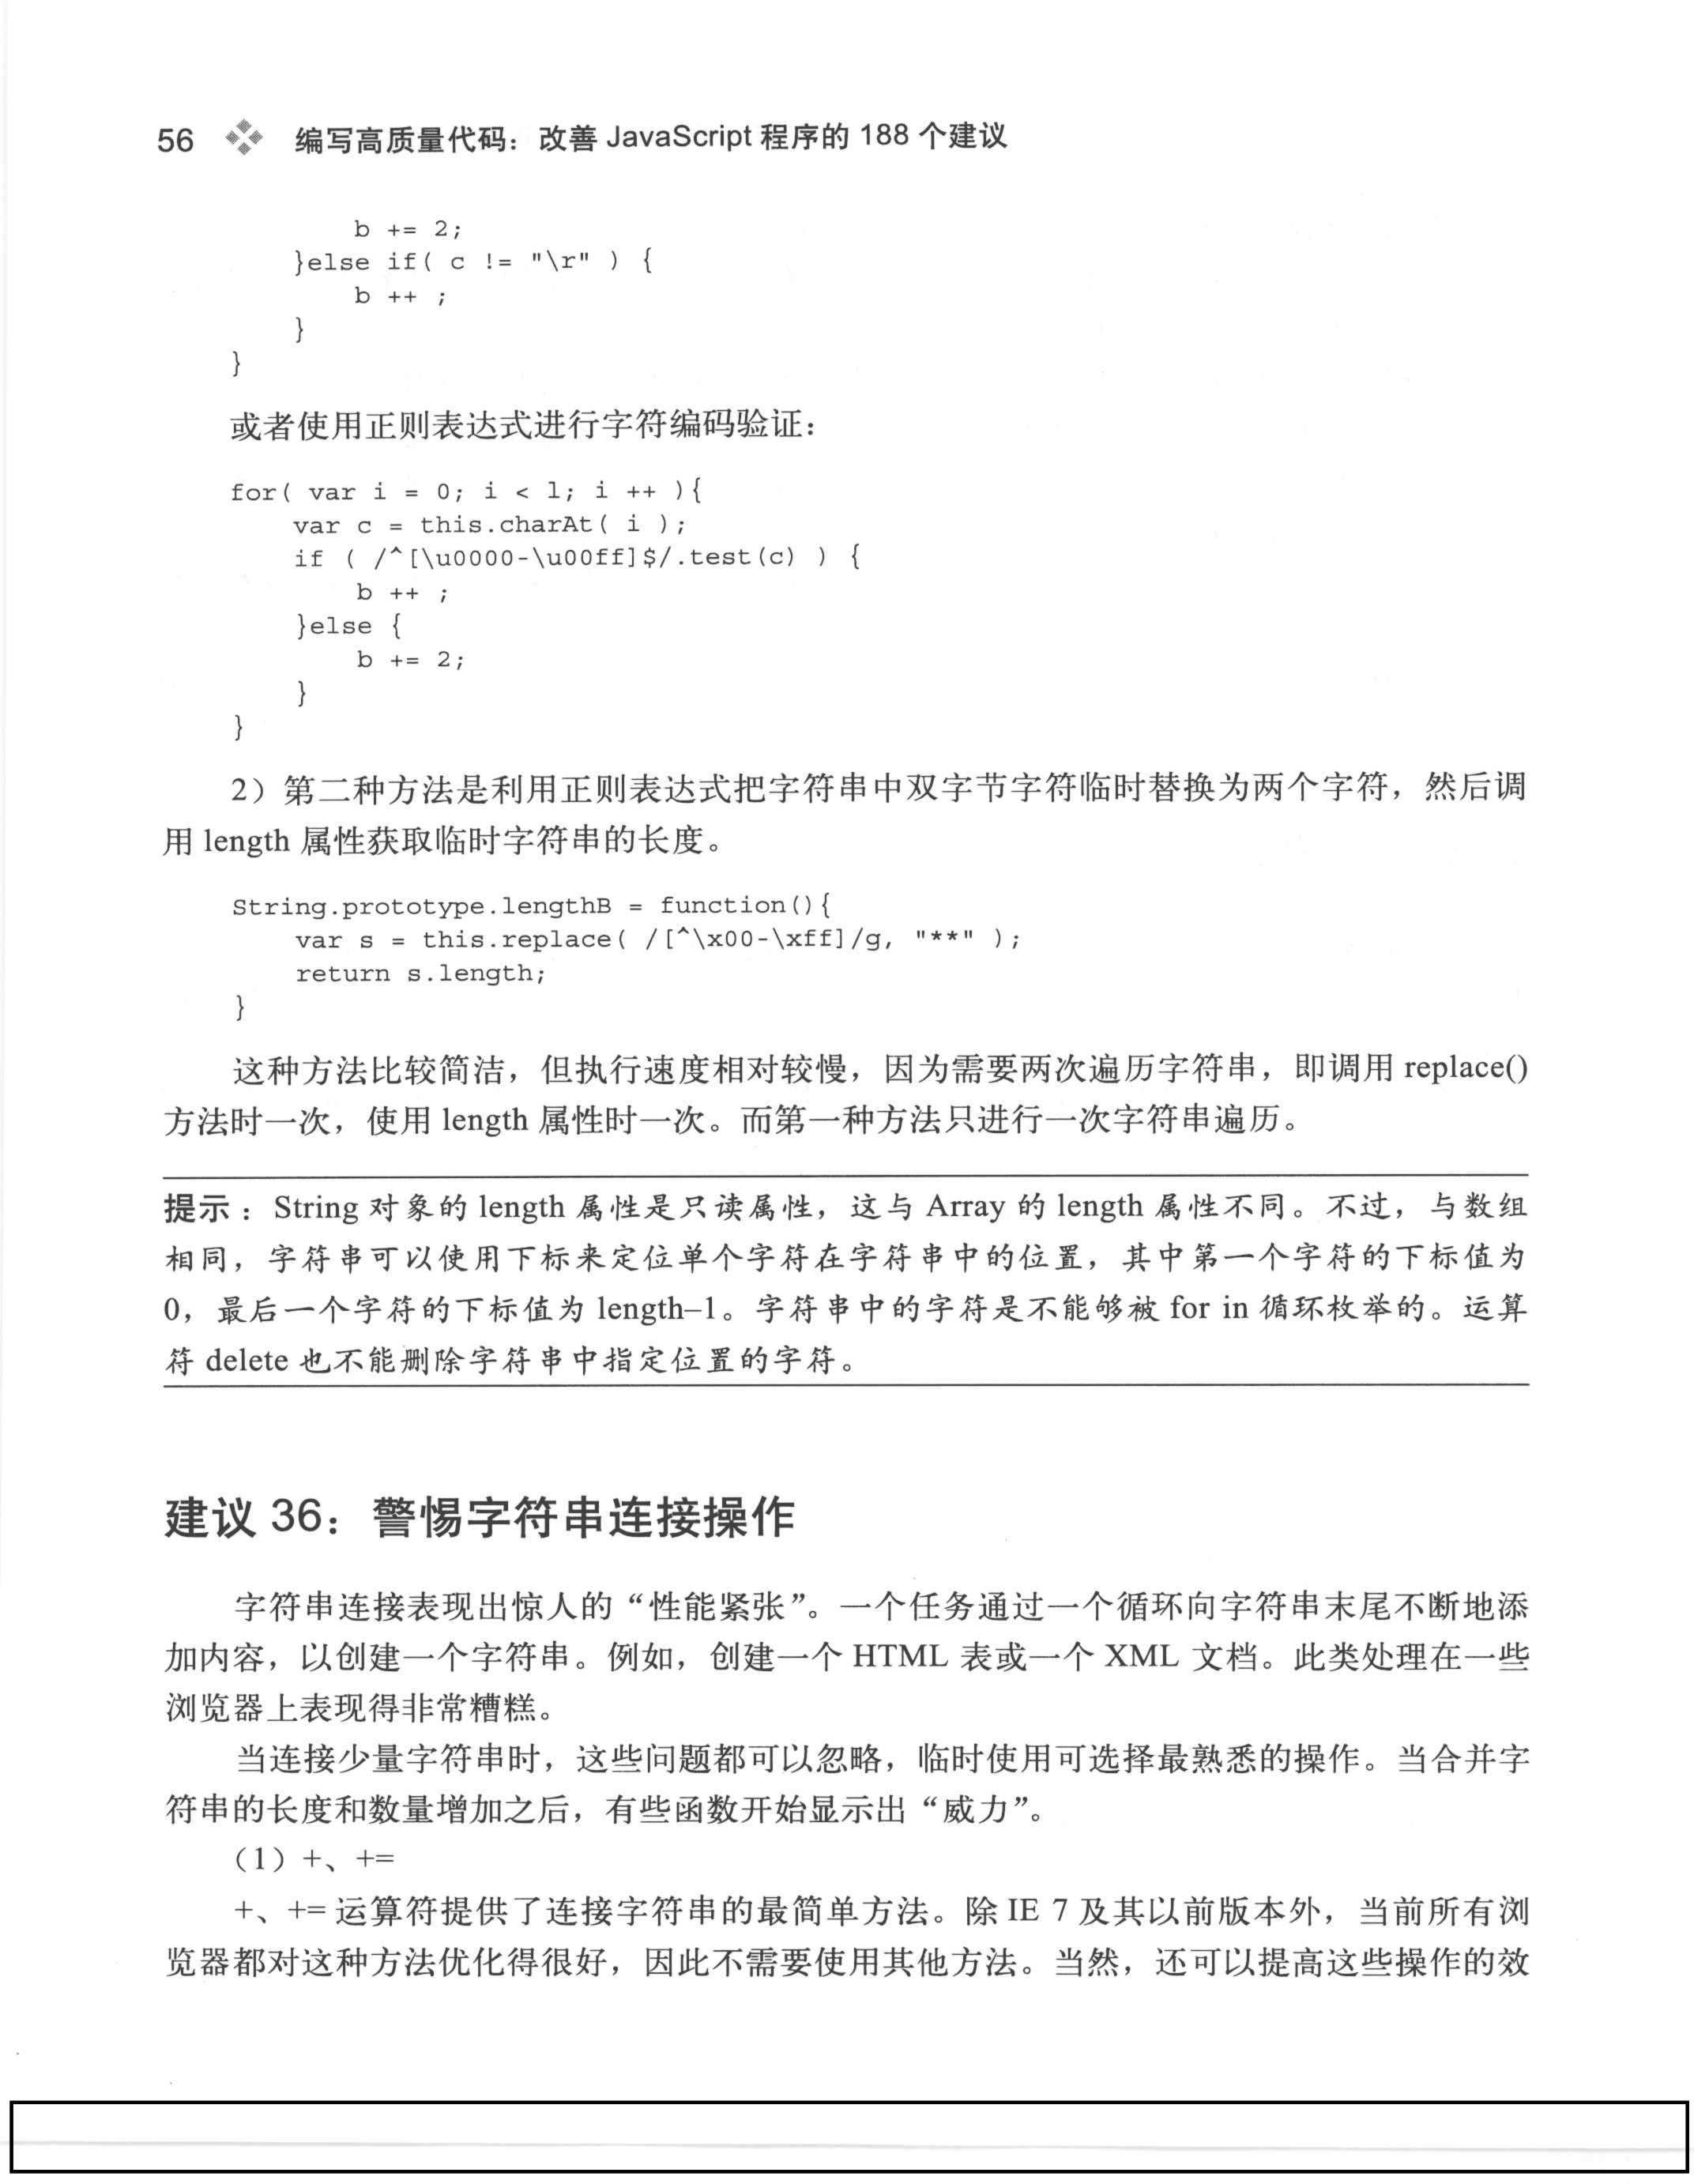 56 编写高质量代码：改善 JavaScript 程序的 188 个建议
b += 2;
}else if( c != "\r" ) {
b ++ ;
}
}
或者使用正则表达式进行字符编码验证：
for( var i = 0; i < l; i ++ ){
var c = this.charAt( i );
if ( /^[\u0000-\u00ff]$/.test(c) ) {
b ++ ;
}else {
b += 2;
}
}
2）第二种方法是利用正则表达式把字符串中双字节字符临时替换为两个字符，然后调
用 length 属性获取临时字符串的长度。
String.prototype.lengthB = function(){
var s = this.replace( /[^\x00-\xff]/g, "**" );
return s.length;
}
这种方法比较简洁，但执行速度相对较慢，因为需要两次遍历字符串，即调用 replace()
方法时一次，使用 length 属性时一次。而第一种方法只进行一次字符串遍历。
提示：String 对象的 length 属性是只读属性，这与 Array 的 length 属性不同。不过，与数组
相同，字符串可以使用下标来定位单个字符在字符串中的位置，其中第一个字符的下标值为
0，最后一个字符的下标值为 length–1。字符串中的字符是不能够被 for in 循环枚举的。运算
符 delete 也不能删除字符串中指定位置的字符。
建议 36：警惕字符串连接操作
字符串连接表现出惊人的“性能紧张”。一个任务通过一个循环向字符串末尾不断地添
加内容，以创建一个字符串。例如，创建一个 HTML 表或一个 XML 文档。此类处理在一些
浏览器上表现得非常糟糕。
当连接少量字符串时，这些问题都可以忽略，临时使用可选择最熟悉的操作。当合并字
符串的长度和数量增加之后，有些函数开始显示出“威力”。
（1）+、+=
+、+= 运算符提供了连接字符串的最简单方法。除 IE 7 及其以前版本外，当前所有浏
览器都对这种方法优化得很好，因此不需要使用其他方法。当然，还可以提高这些操作的效